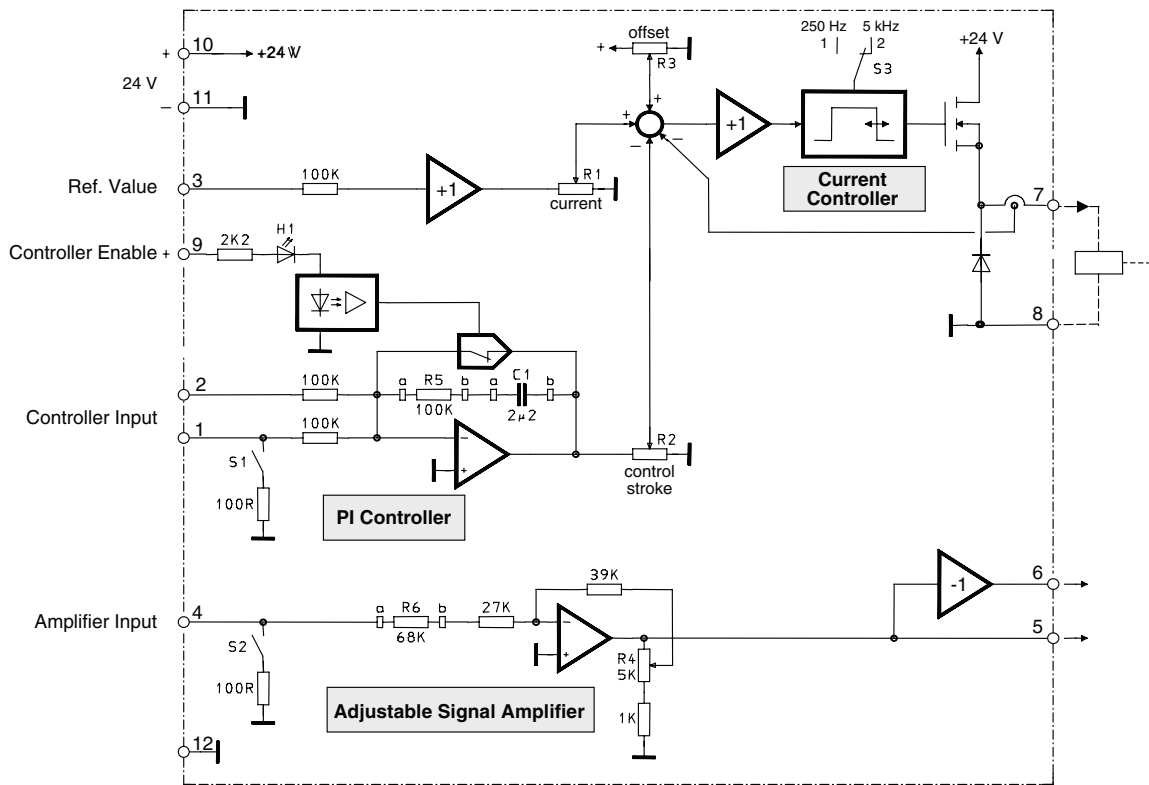 250 Hz 5 kHz
1 2
S3
+24 V
offset
+
R3
+ 10 +24V
24 V
− 11
+
+
−
−
+1
Current
Controller
Ref. Value 3 100K +1
R1
current
7
Controller Enable + 9 2K2 H1
8
2 100K
a R5 b a C1 b
100K 2µ2
Controller Input
1 100K
−
+
R2
control
stroke
S1
100R
PI Controller
39K
-1 6
Amplifier Input 4
a R6 b 27K
68K
−
+
5
S2
R4
5K
100R
Adjustable Signal Amplifier
1K
12